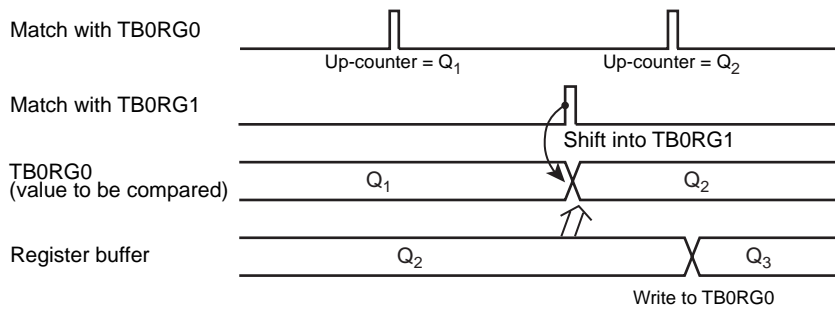 Match with TB0RG0
Up-counter = Q1
Up-counter = Q2
Match with TB0RG1
Shift into TB0RG1
TB0RG0
(value to be compared)
Q1
Q2
Register buffer
Q2
Q3
Write to TB0RG0